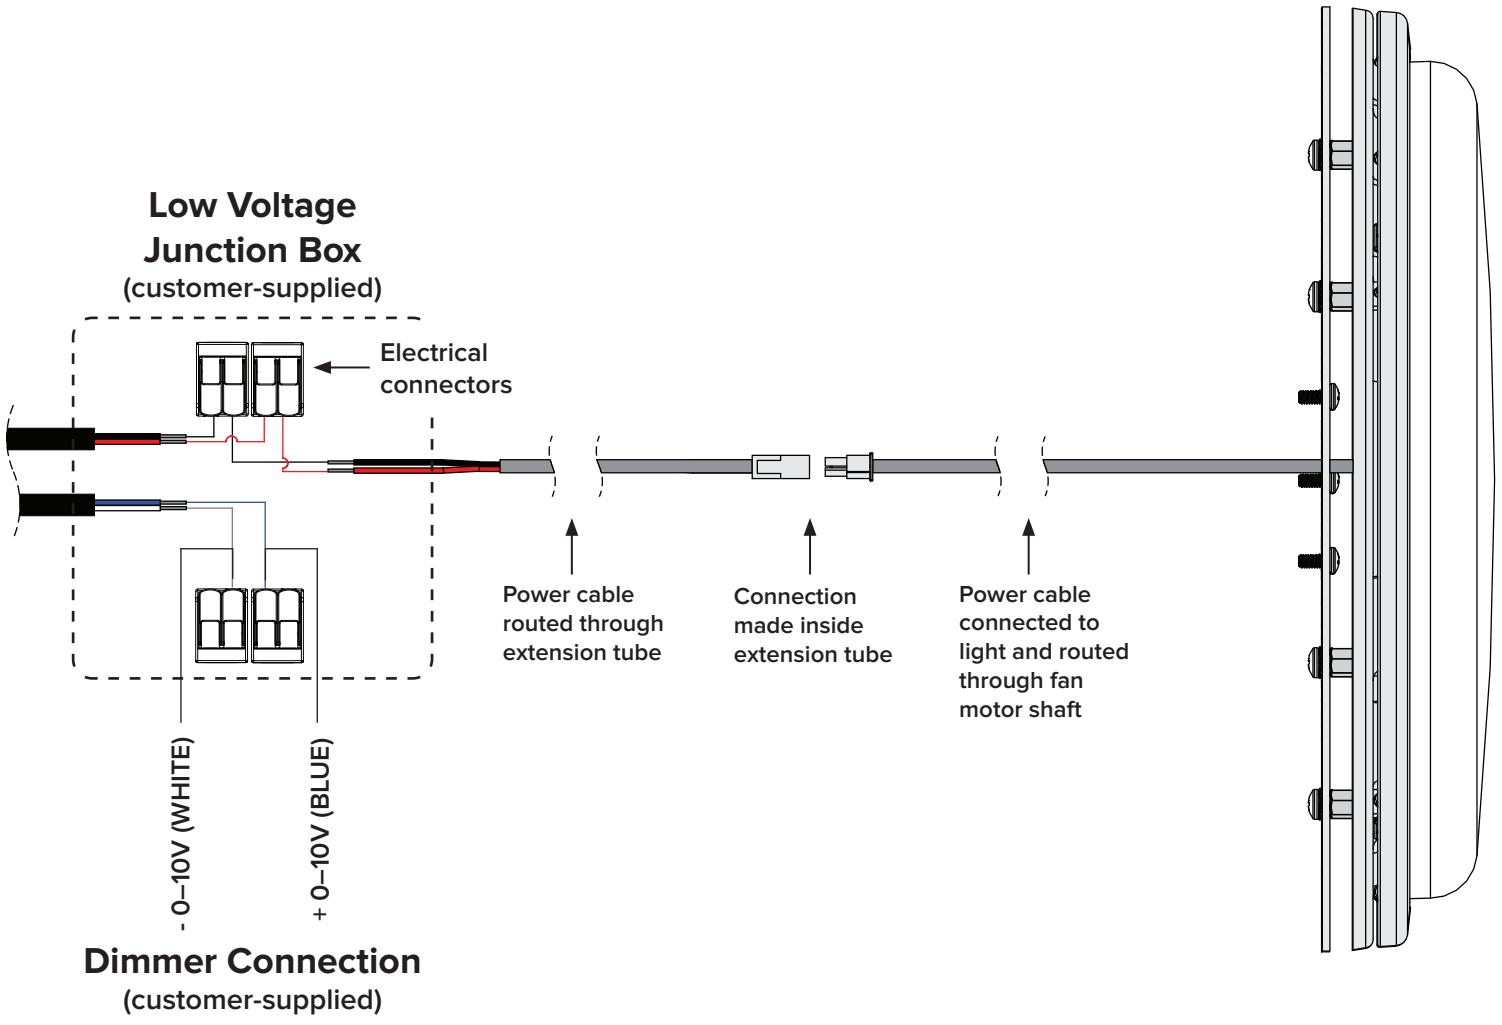 Low Voltage
Junction Box
(customer-supplied)
Electrical
connectors
Power cable
routed through
extension tube
Connection
made inside
extension tube
Power cable
connected to
light and routed
through fan
motor shaft
- 0–10V (WHITE)
+ 0–10V (BLUE)
Dimmer Connection
(customer-supplied)